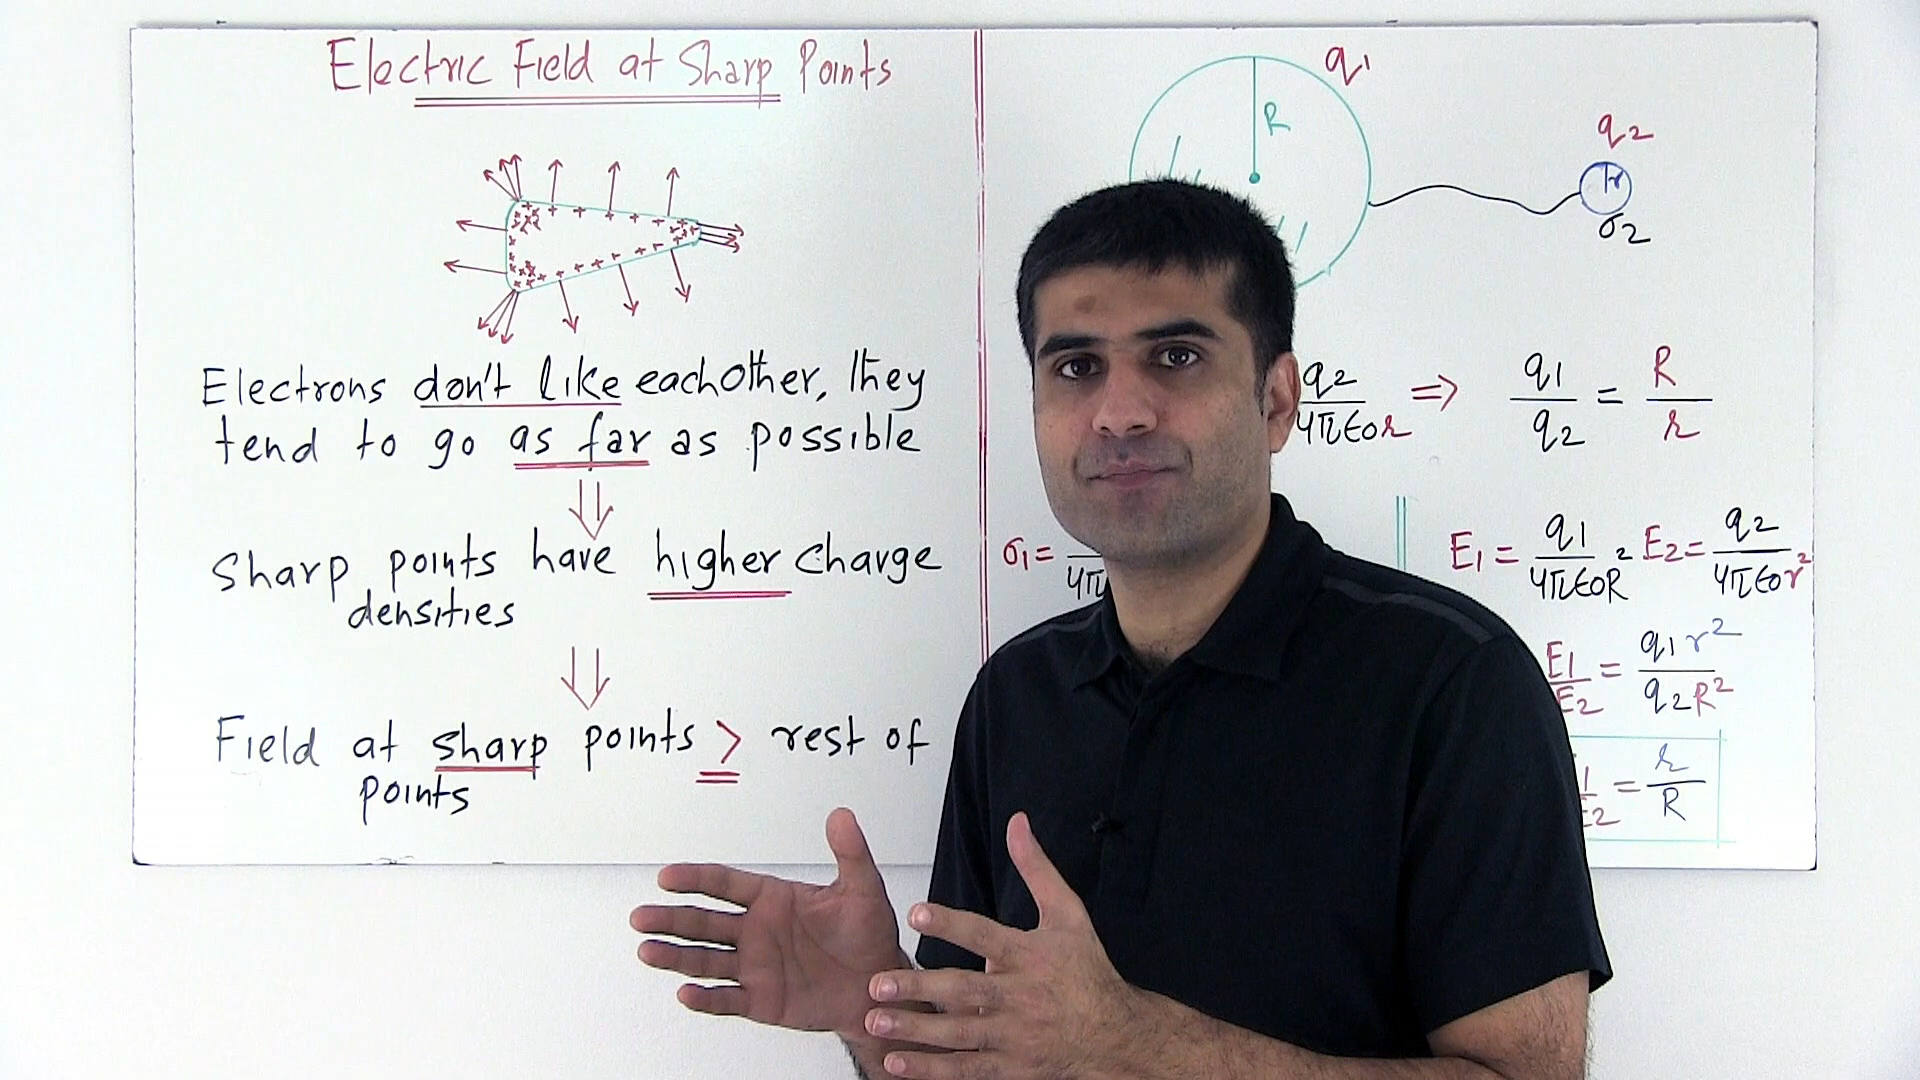 Electric Field at Sharp Points
Electrons don't like eachother, they
tend to go as far as possible
⇓
Sharp points have higher charge
densities
⇓
Field at sharp points > rest of
points
q1
R
q2
r
σ2
q2/4πϵ0r ⇒ q1/q2 = R/r
σ1 =
E1 = q1/4πϵ0R² E2 = q2/4πϵ0r²
E1/E2 = q1r²/q2R²
= r/R